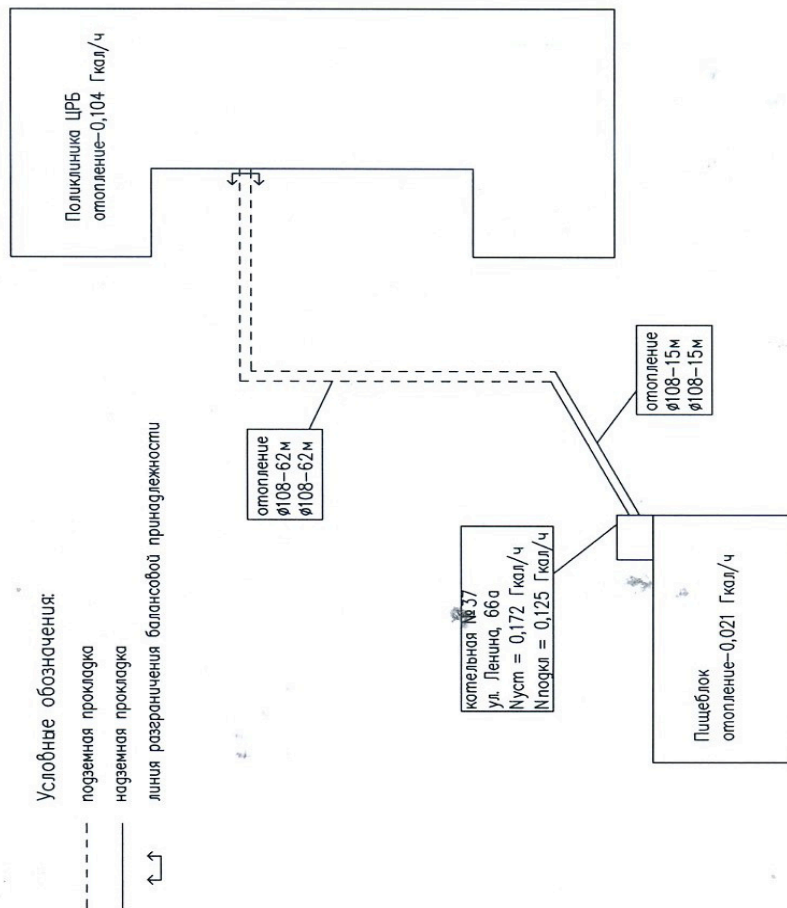 Условные обозначения:
подземная прокладка
надземная прокладка
линия разграничения балансовой принадлежности
Поликлиника ЦРБ
отопление-0,104 Гкал/ч
отопление
ø108-62м
ø108-62м
отопление
ø108-15м
ø108-15м
котельная №37
ул. Ленина, 66а
Nуст = 0,172 Гкал/ч
Nподкл = 0,125 Гкал/ч
Пищеблок
отопление-0,021 Гкал/ч